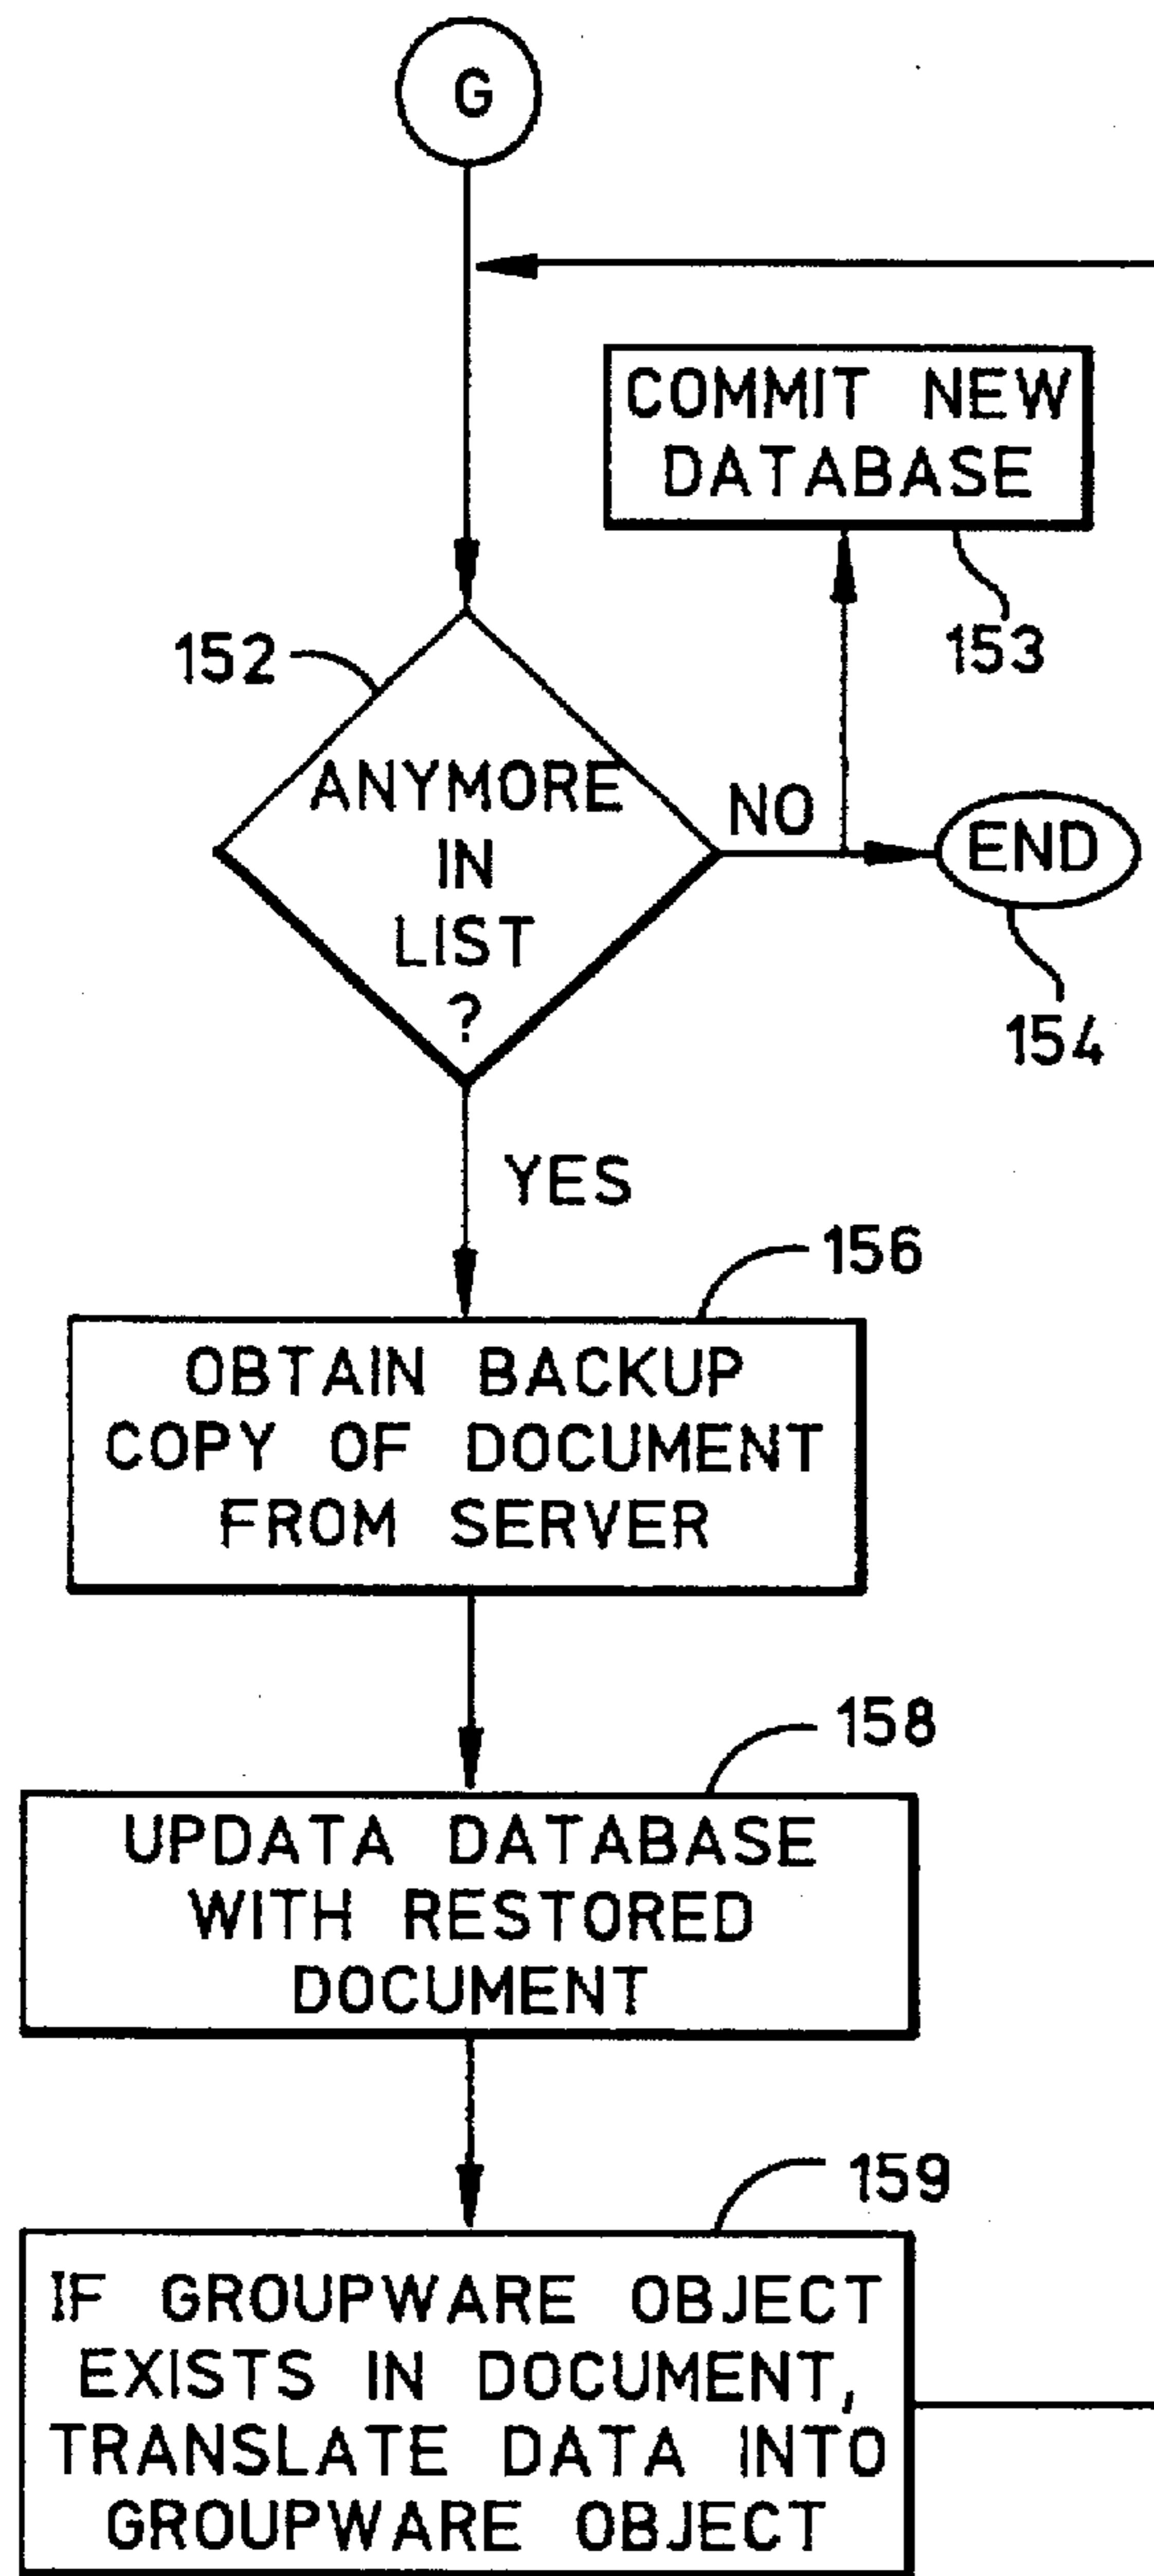 G
COMMIT NEW
DATABASE
153
152
ANYMORE
IN
LIST
?
NO
END
154
YES
156
OBTAIN BACKUP
COPY OF DOCUMENT
FROM SERVER
158
UPDATA DATABASE
WITH RESTORED
DOCUMENT
159
IF GROUPWARE OBJECT
EXISTS IN DOCUMENT,
TRANSLATE DATA INTO
GROUPWARE OBJECT